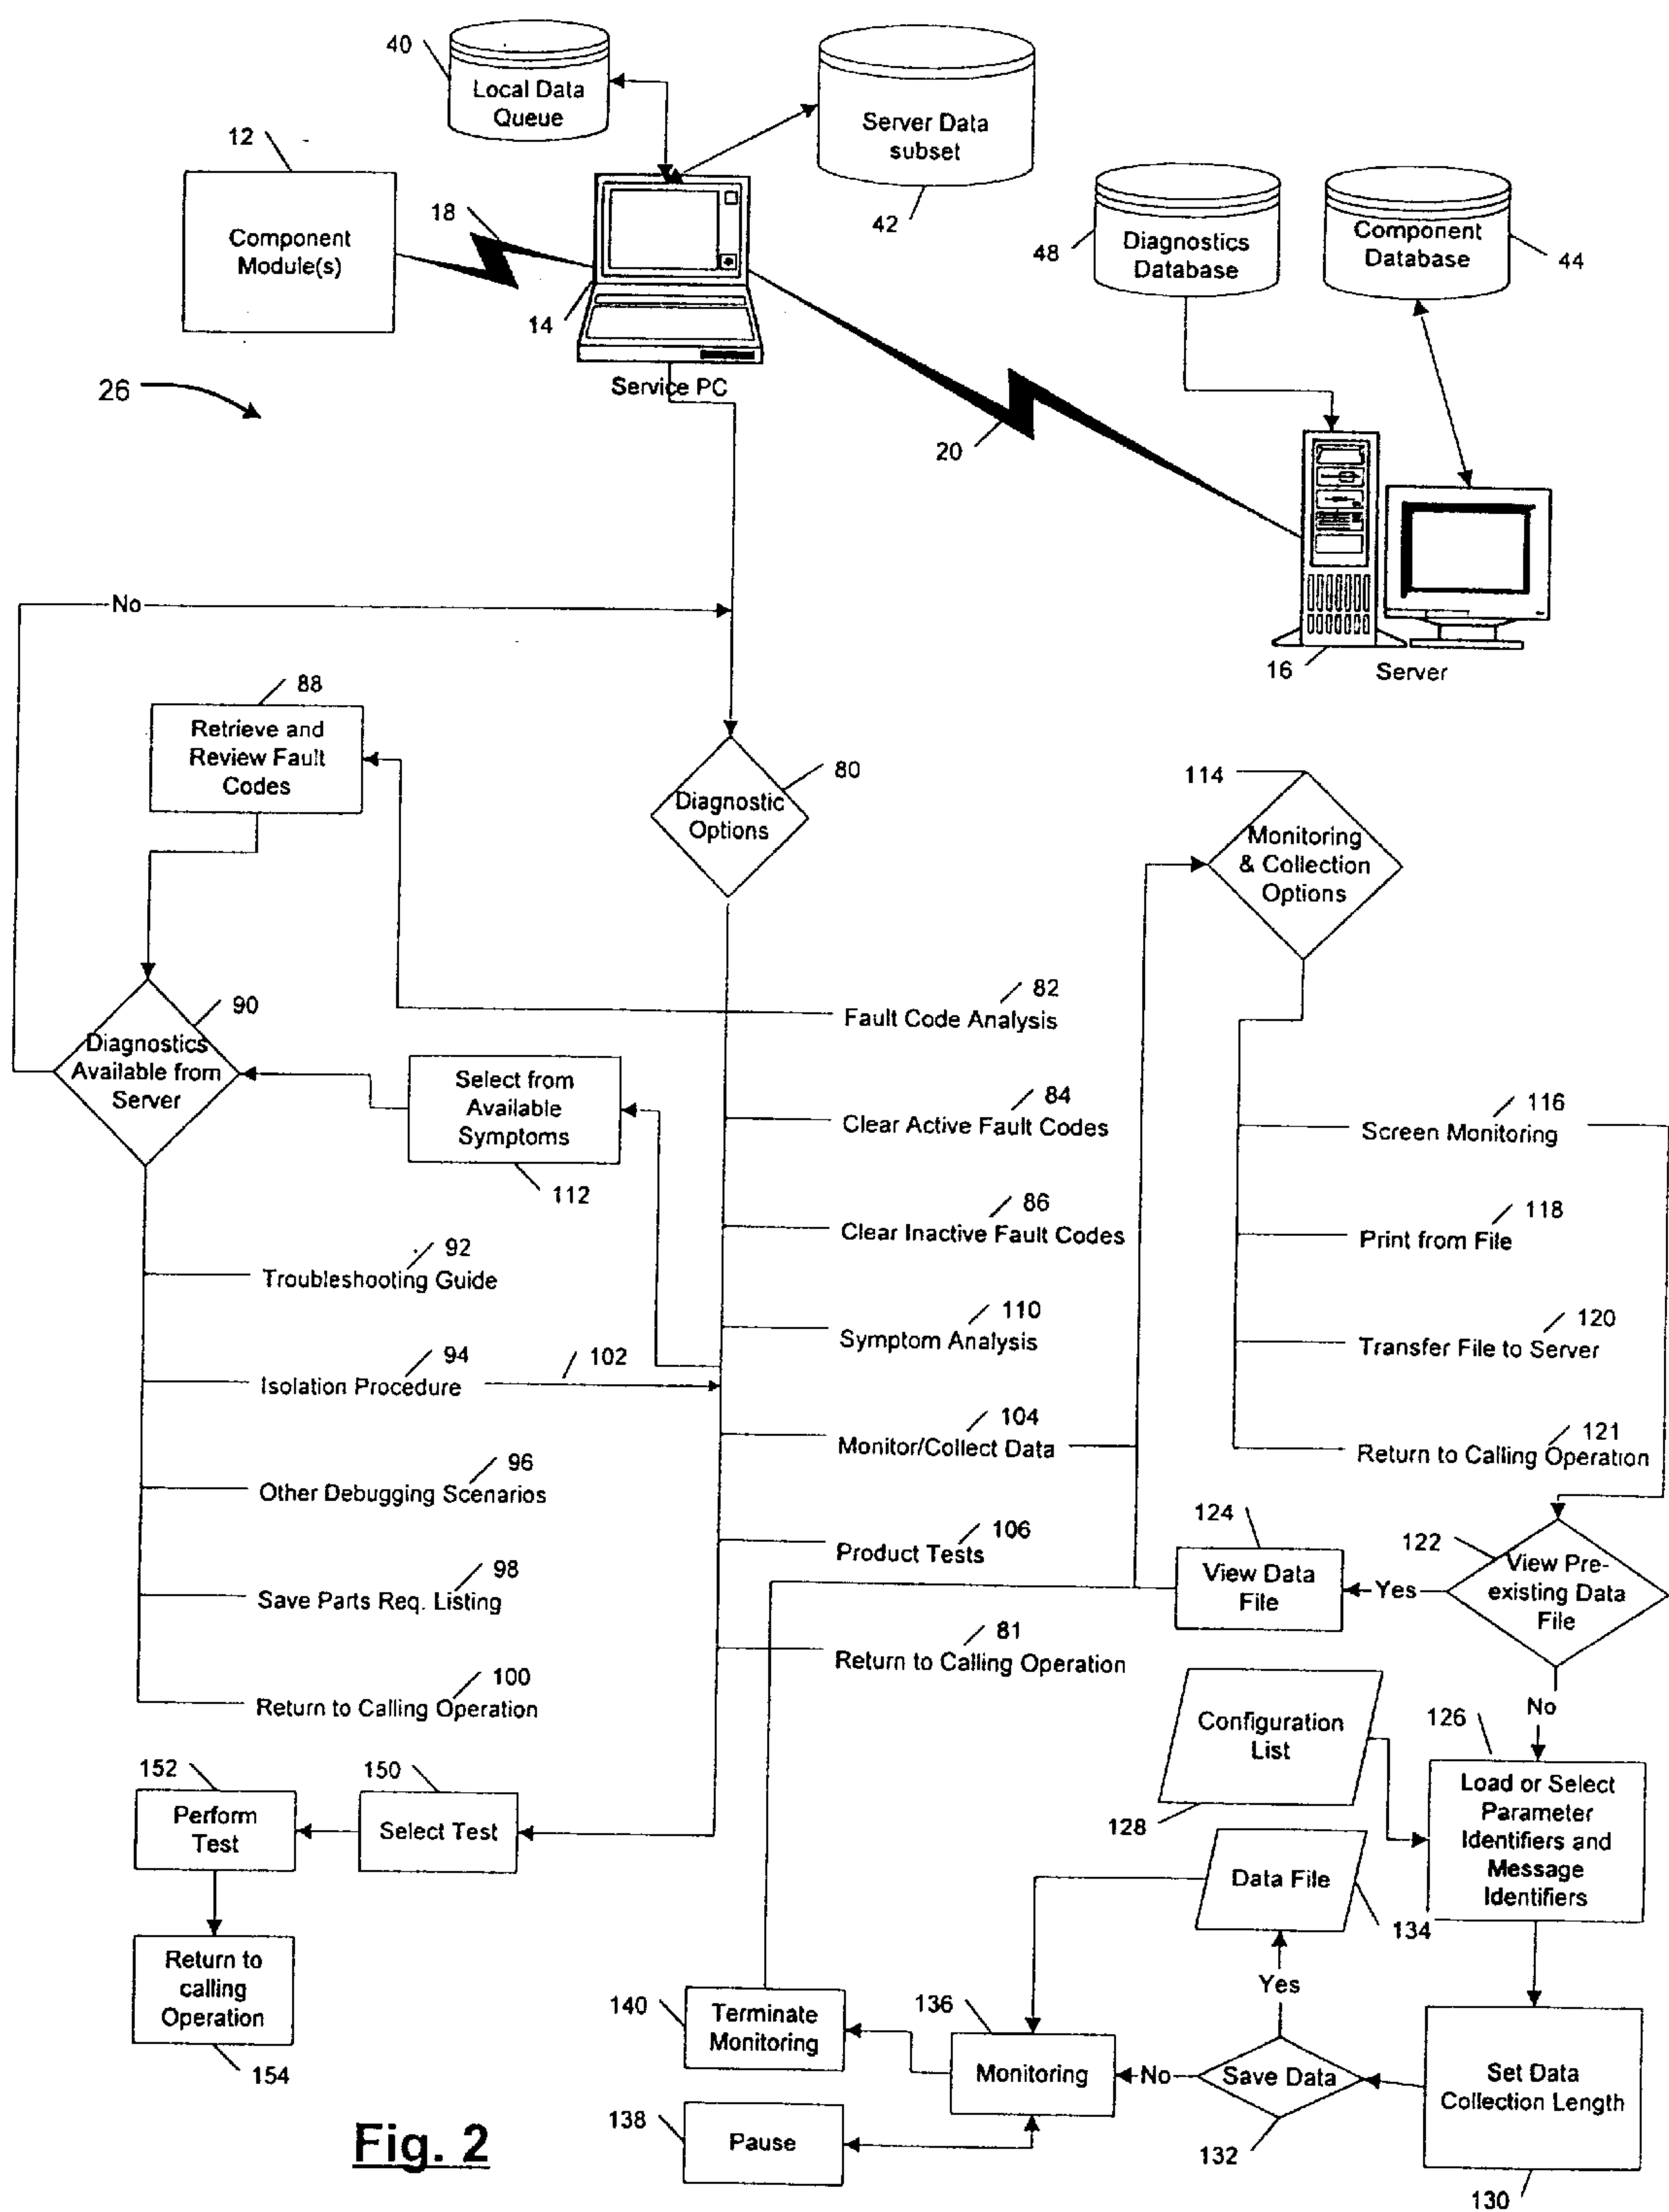 40
Local Data
Queue
Server Data
subset
42
12
Component
Module(s)
18
14
Service PC
48
Diagnostics
Database
Component
Database
44
26
20
16
Server
No
88
Retrieve and
Review Fault
Codes
80
Diagnostic
Options
114
Monitoring
& Collection
Options
90
Diagnostics
Available from
Server
Select from
Available
Symptoms
112
82
Fault Code Analysis
84
Clear Active Fault Codes
86
Clear Inactive Fault Codes
110
Symptom Analysis
104
Monitor/Collect Data
106
Product Tests
81
Return to Calling Operation
116
Screen Monitoring
118
Print from File
120
Transfer File to Server
121
Return to Calling Operation
92
Troubleshooting Guide
94
Isolation Procedure
102
96
Other Debugging Scenarios
98
Save Parts Req. Listing
100
Return to Calling Operation
124
View Data
File
Yes
122
View Pre-
existing Data
File
No
Configuration
List
128
126
Load or Select
Parameter
Identifiers and
Message
Identifiers
152
Perform
Test
150
Select Test
Return to
calling
Operation
154
Data File
134
Yes
140
Terminate
Monitoring
136
Monitoring
No
Save Data
132
Set Data
Collection Length
130
138
Pause
Fig. 2